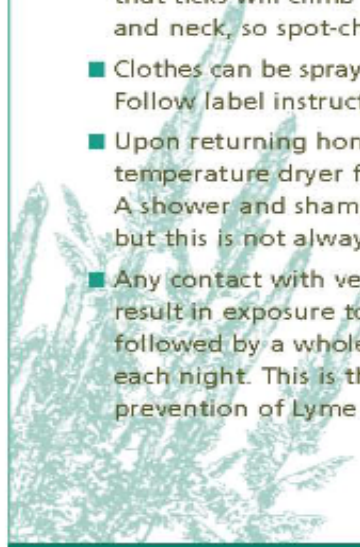 that ticks will climb
and neck, so spot-ch
■ Clothes can be spray
Follow label instruct
■ Upon returning hom
temperature dryer f
A shower and sham
but this is not alway
■ Any contact with ve
result in exposure to
followed by a whole
each night. This is th
prevention of Lyme